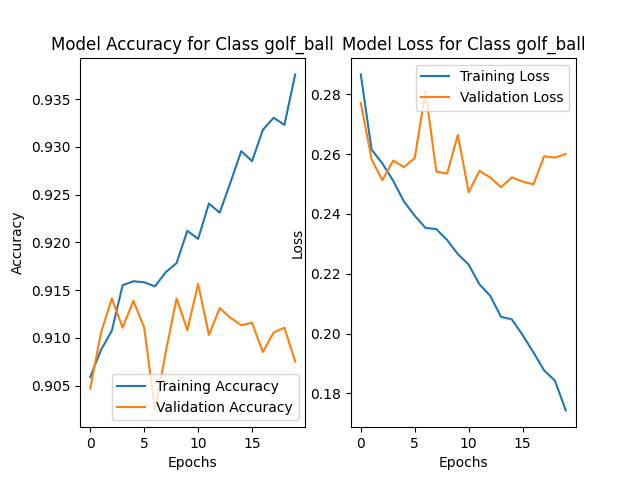 Model Accuracy for Class golf_ball
Accuracy
0.935
0.930
0.925
0.920
0.915
0.910
0.905
Training Accuracy
Validation Accuracy
0
5
10
15
Epochs
Model Loss for Class golf_ball
Loss
0.28
0.26
0.24
0.22
0.20
0.18
Training Loss
Validation Loss
0
5
10
15
Epochs